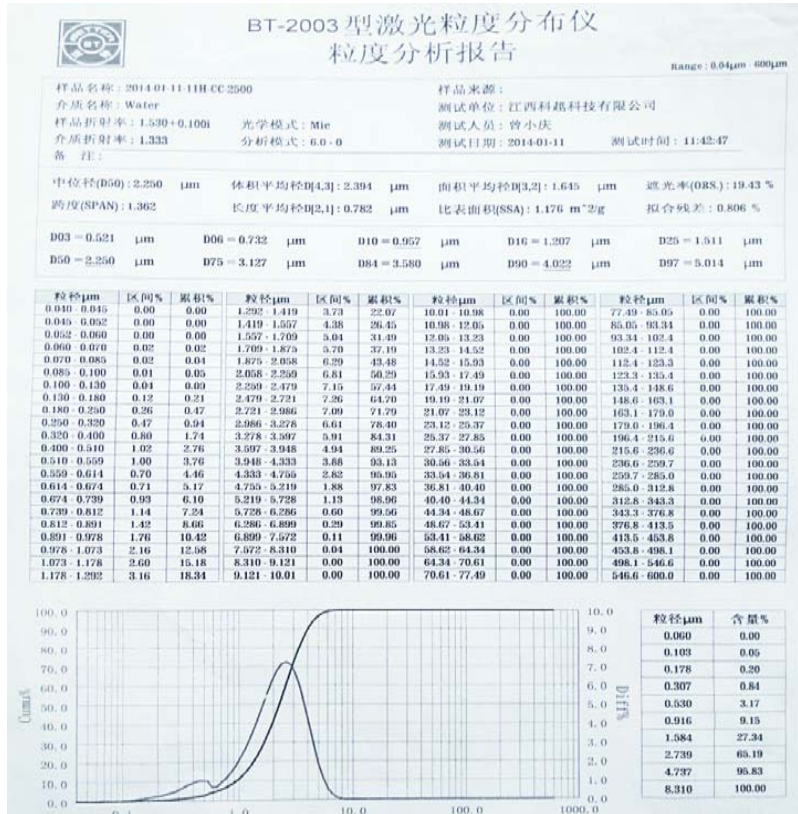 BT-2003型激光粒度分布仪
粒度分析报告
BT
Range : 0.04μm - 600μm
样品名称 : 2014-01-11-11H-CC-2500 样品来源 :
介质名称 : Water 测试单位 : 江西科越科技有限公司
样品折射率 : 1.530+0.100i 光学模式 : Mie 测试人员 : 曾小庆
介质折射率 : 1.333 分析模式 : 6.0 - 0 测试日期 : 2014-01-11 测试时间 : 11:42:47
备 注 :
中位径(D50) : 2.250 μm 体积平均径D[4,3] : 2.394 μm 面积平均径D[3,2] : 1.645 μm 遮光率(OBS.) : 19.43 %
跨度(SPAN) : 1.362 长度平均径D[2,1] : 0.782 μm 比表面积(SSA) : 1.176 m^2/g 拟合残差 : 0.806 %
D03 = 0.521 μm D06 = 0.732 μm D10 = 0.957 μm D16 = 1.207 μm D25 = 1.511 μm
D50 = 2.250 μm D75 = 3.127 μm D84 = 3.580 μm D90 = 4.022 μm D97 = 5.014 μm
粒径μm 区间% 累积% 粒径μm 区间% 累积% 粒径μm 区间% 累积% 粒径μm 区间% 累积%
0.040 - 0.045 0.00 0.00 1.292 - 1.419 3.73 22.07 10.01 - 10.98 0.00 100.00 77.49 - 85.05 0.00 100.00
0.045 - 0.052 0.00 0.00 1.419 - 1.557 4.38 26.45 10.98 - 12.05 0.00 100.00 85.05 - 93.34 0.00 100.00
0.052 - 0.060 0.00 0.00 1.557 - 1.709 5.04 31.49 12.05 - 13.23 0.00 100.00 93.34 - 102.4 0.00 100.00
0.060 - 0.070 0.02 0.02 1.709 - 1.875 5.70 37.19 13.23 - 14.52 0.00 100.00 102.4 - 112.4 0.00 100.00
0.070 - 0.085 0.02 0.04 1.875 - 2.058 6.29 43.48 14.52 - 15.93 0.00 100.00 112.4 - 123.3 0.00 100.00
0.085 - 0.100 0.01 0.05 2.058 - 2.259 6.81 50.29 15.93 - 17.49 0.00 100.00 123.3 - 135.4 0.00 100.00
0.100 - 0.130 0.04 0.09 2.259 - 2.479 7.15 57.44 17.49 - 19.19 0.00 100.00 135.4 - 148.6 0.00 100.00
0.130 - 0.180 0.12 0.21 2.479 - 2.721 7.26 64.70 19.19 - 21.07 0.00 100.00 148.6 - 163.1 0.00 100.00
0.180 - 0.250 0.26 0.47 2.721 - 2.986 7.09 71.79 21.07 - 23.12 0.00 100.00 163.1 - 179.0 0.00 100.00
0.250 - 0.320 0.47 0.94 2.986 - 3.278 6.61 78.40 23.12 - 25.37 0.00 100.00 179.0 - 196.4 0.00 100.00
0.320 - 0.400 0.80 1.74 3.278 - 3.597 5.91 84.31 25.37 - 27.85 0.00 100.00 196.4 - 215.6 0.00 100.00
0.400 - 0.510 1.02 2.76 3.597 - 3.948 4.94 89.25 27.85 - 30.56 0.00 100.00 215.6 - 236.6 0.00 100.00
0.510 - 0.559 1.00 3.76 3.948 - 4.333 3.88 93.13 30.56 - 33.54 0.00 100.00 236.6 - 259.7 0.00 100.00
0.559 - 0.614 0.70 4.46 4.333 - 4.755 2.82 95.95 33.54 - 36.81 0.00 100.00 259.7 - 285.0 0.00 100.00
0.614 - 0.674 0.71 5.17 4.755 - 5.219 1.88 97.83 36.81 - 40.40 0.00 100.00 285.0 - 312.8 0.00 100.00
0.674 - 0.739 0.93 6.10 5.219 - 5.728 1.13 98.96 40.40 - 44.34 0.00 100.00 312.8 - 343.3 0.00 100.00
0.739 - 0.812 1.14 7.24 5.728 - 6.286 0.60 99.56 44.34 - 48.67 0.00 100.00 343.3 - 376.8 0.00 100.00
0.812 - 0.891 1.42 8.66 6.286 - 6.899 0.29 99.85 48.67 - 53.41 0.00 100.00 376.8 - 413.5 0.00 100.00
0.891 - 0.978 1.76 10.42 6.899 - 7.572 0.11 99.96 53.41 - 58.62 0.00 100.00 413.5 - 453.8 0.00 100.00
0.978 - 1.073 2.16 12.58 7.572 - 8.310 0.04 100.00 58.62 - 64.34 0.00 100.00 453.8 - 498.1 0.00 100.00
1.073 - 1.178 2.60 15.18 8.310 - 9.121 0.00 100.00 64.34 - 70.61 0.00 100.00 498.1 - 546.6 0.00 100.00
1.178 - 1.292 3.16 18.34 9.121 - 10.01 0.00 100.00 70.61 - 77.49 0.00 100.00 546.6 - 600.0 0.00 100.00
100.0 10.0
90.0 9.0
80.0 8.0
70.0 7.0
60.0 6.0
Cumu% Diff%
50.0 5.0
40.0 4.0
30.0 3.0
20.0 2.0
10.0 1.0
0.0 0.0
0.1 1.0 10.0 100.0 1000.0
粒径μm 含量%
0.060 0.00
0.103 0.05
0.178 0.20
0.307 0.84
0.530 3.17
0.916 9.15
1.584 27.34
2.739 65.19
4.737 95.83
8.310 100.00